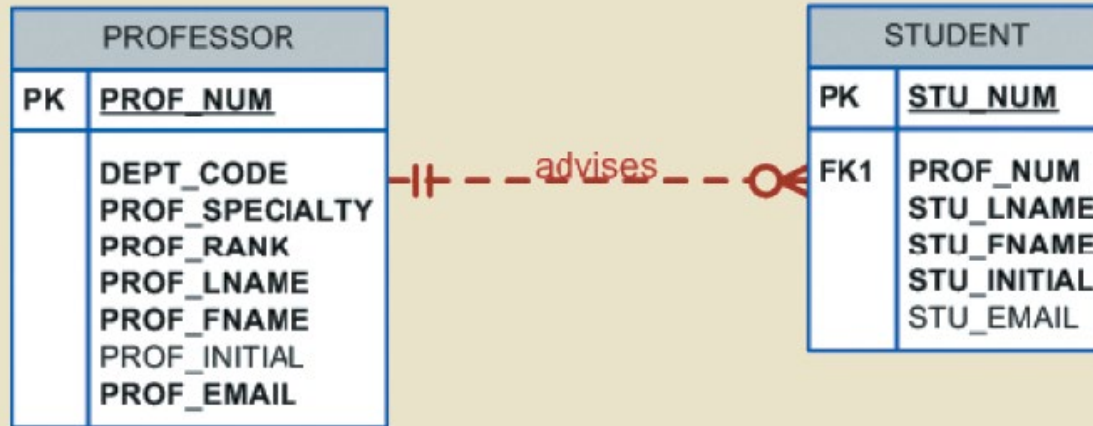 PROFESSOR
PK PROF_NUM
DEPT_CODE
PROF_SPECIALTY
PROF_RANK
PROF_LNAME
PROF_FNAME
PROF_INITIAL
PROF_EMAIL
advises
STUDENT
PK STU_NUM
FK1 PROF_NUM
STU_LNAME
STU_FNAME
STU_INITIAL
STU_EMAIL